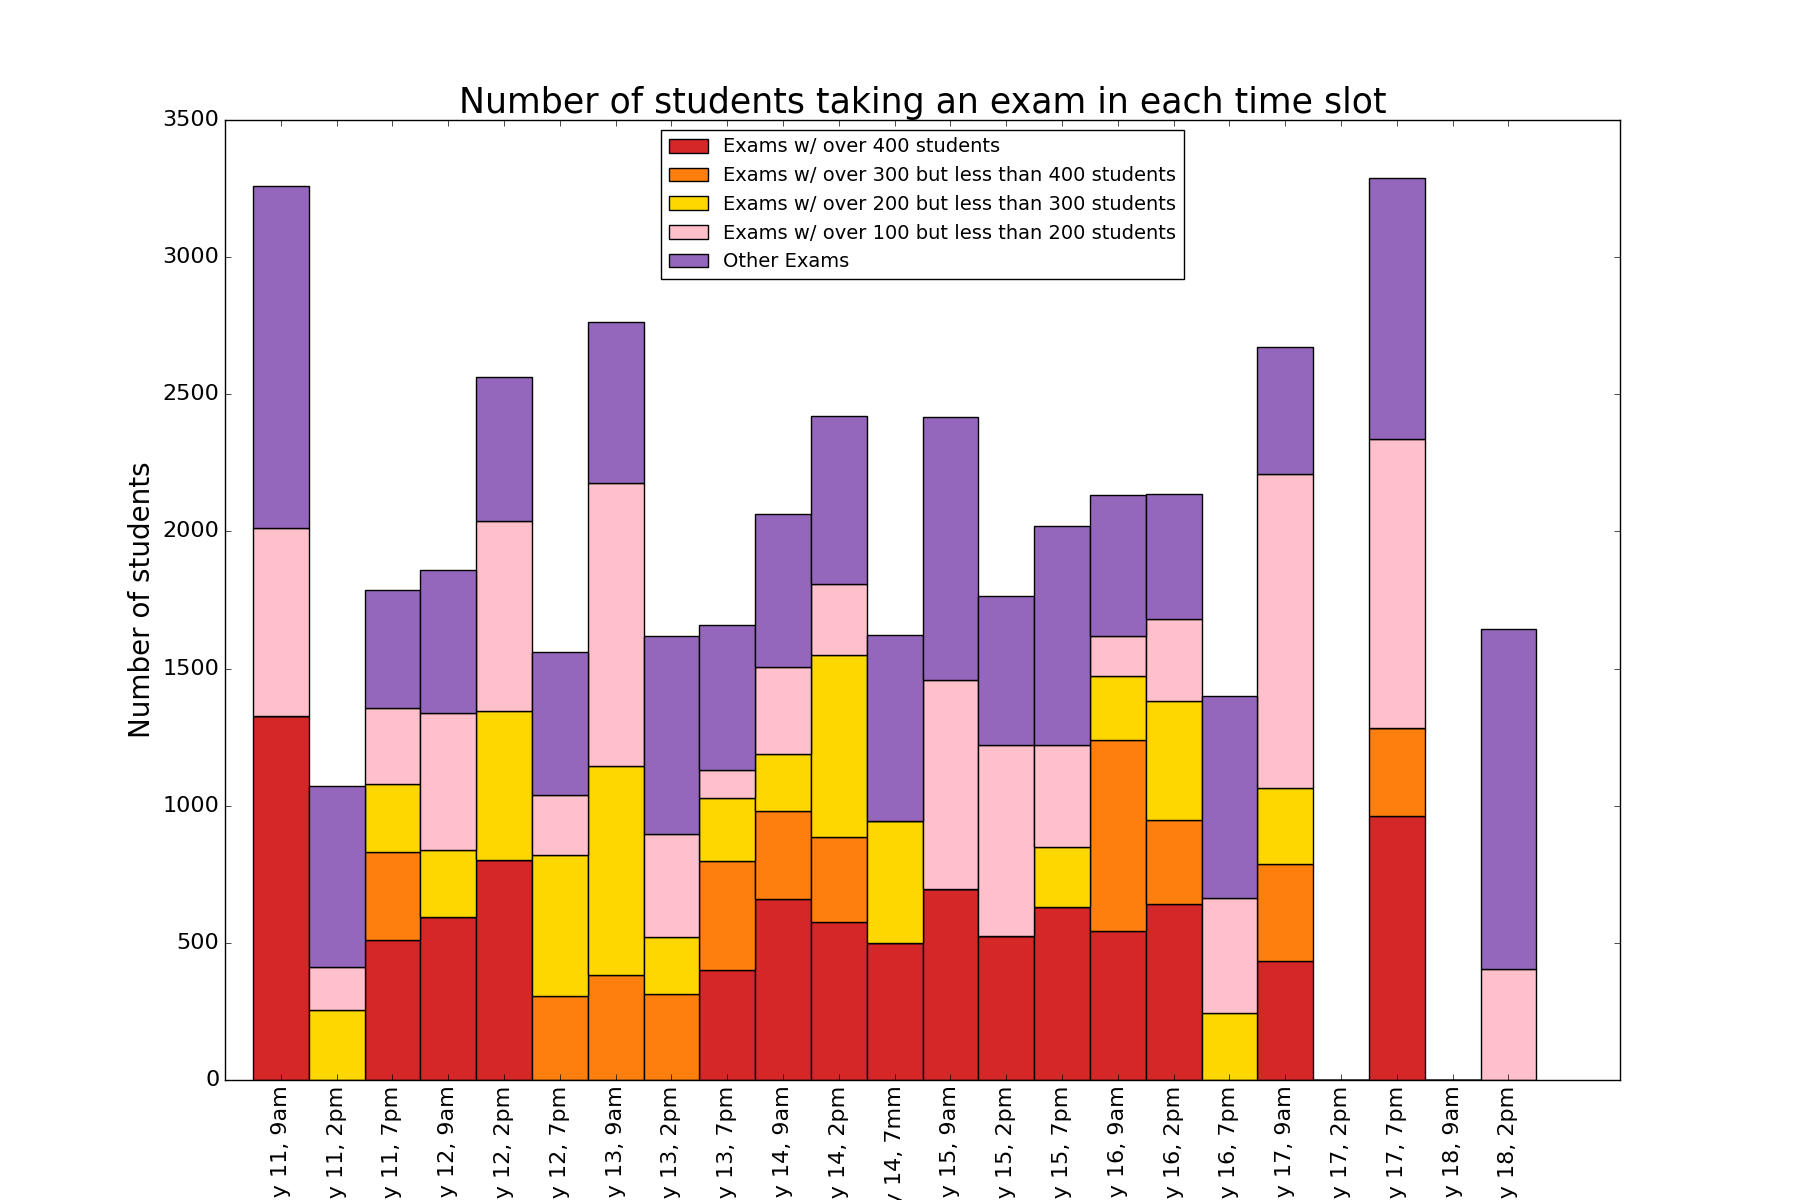 Number of students taking an exam in each time slot
Exams w/ over 400 students
Exams w/ over 300 but less than 400 students
Exams w/ over 200 but less than 300 students
Exams w/ over 100 but less than 200 students
Other Exams
Number of students
3500
3000
2500
2000
1500
1000
500
0
y 11, 9am
y 11, 2pm
y 11, 7pm
y 12, 9am
y 12, 2pm
y 12, 7pm
y 13, 9am
y 13, 2pm
y 13, 7pm
y 14, 9am
y 14, 2pm
y 14, 7mm
y 15, 9am
y 15, 2pm
y 15, 7pm
y 16, 9am
y 16, 2pm
y 16, 7pm
y 17, 9am
y 17, 2pm
y 17, 7pm
y 18, 9am
y 18, 2pm